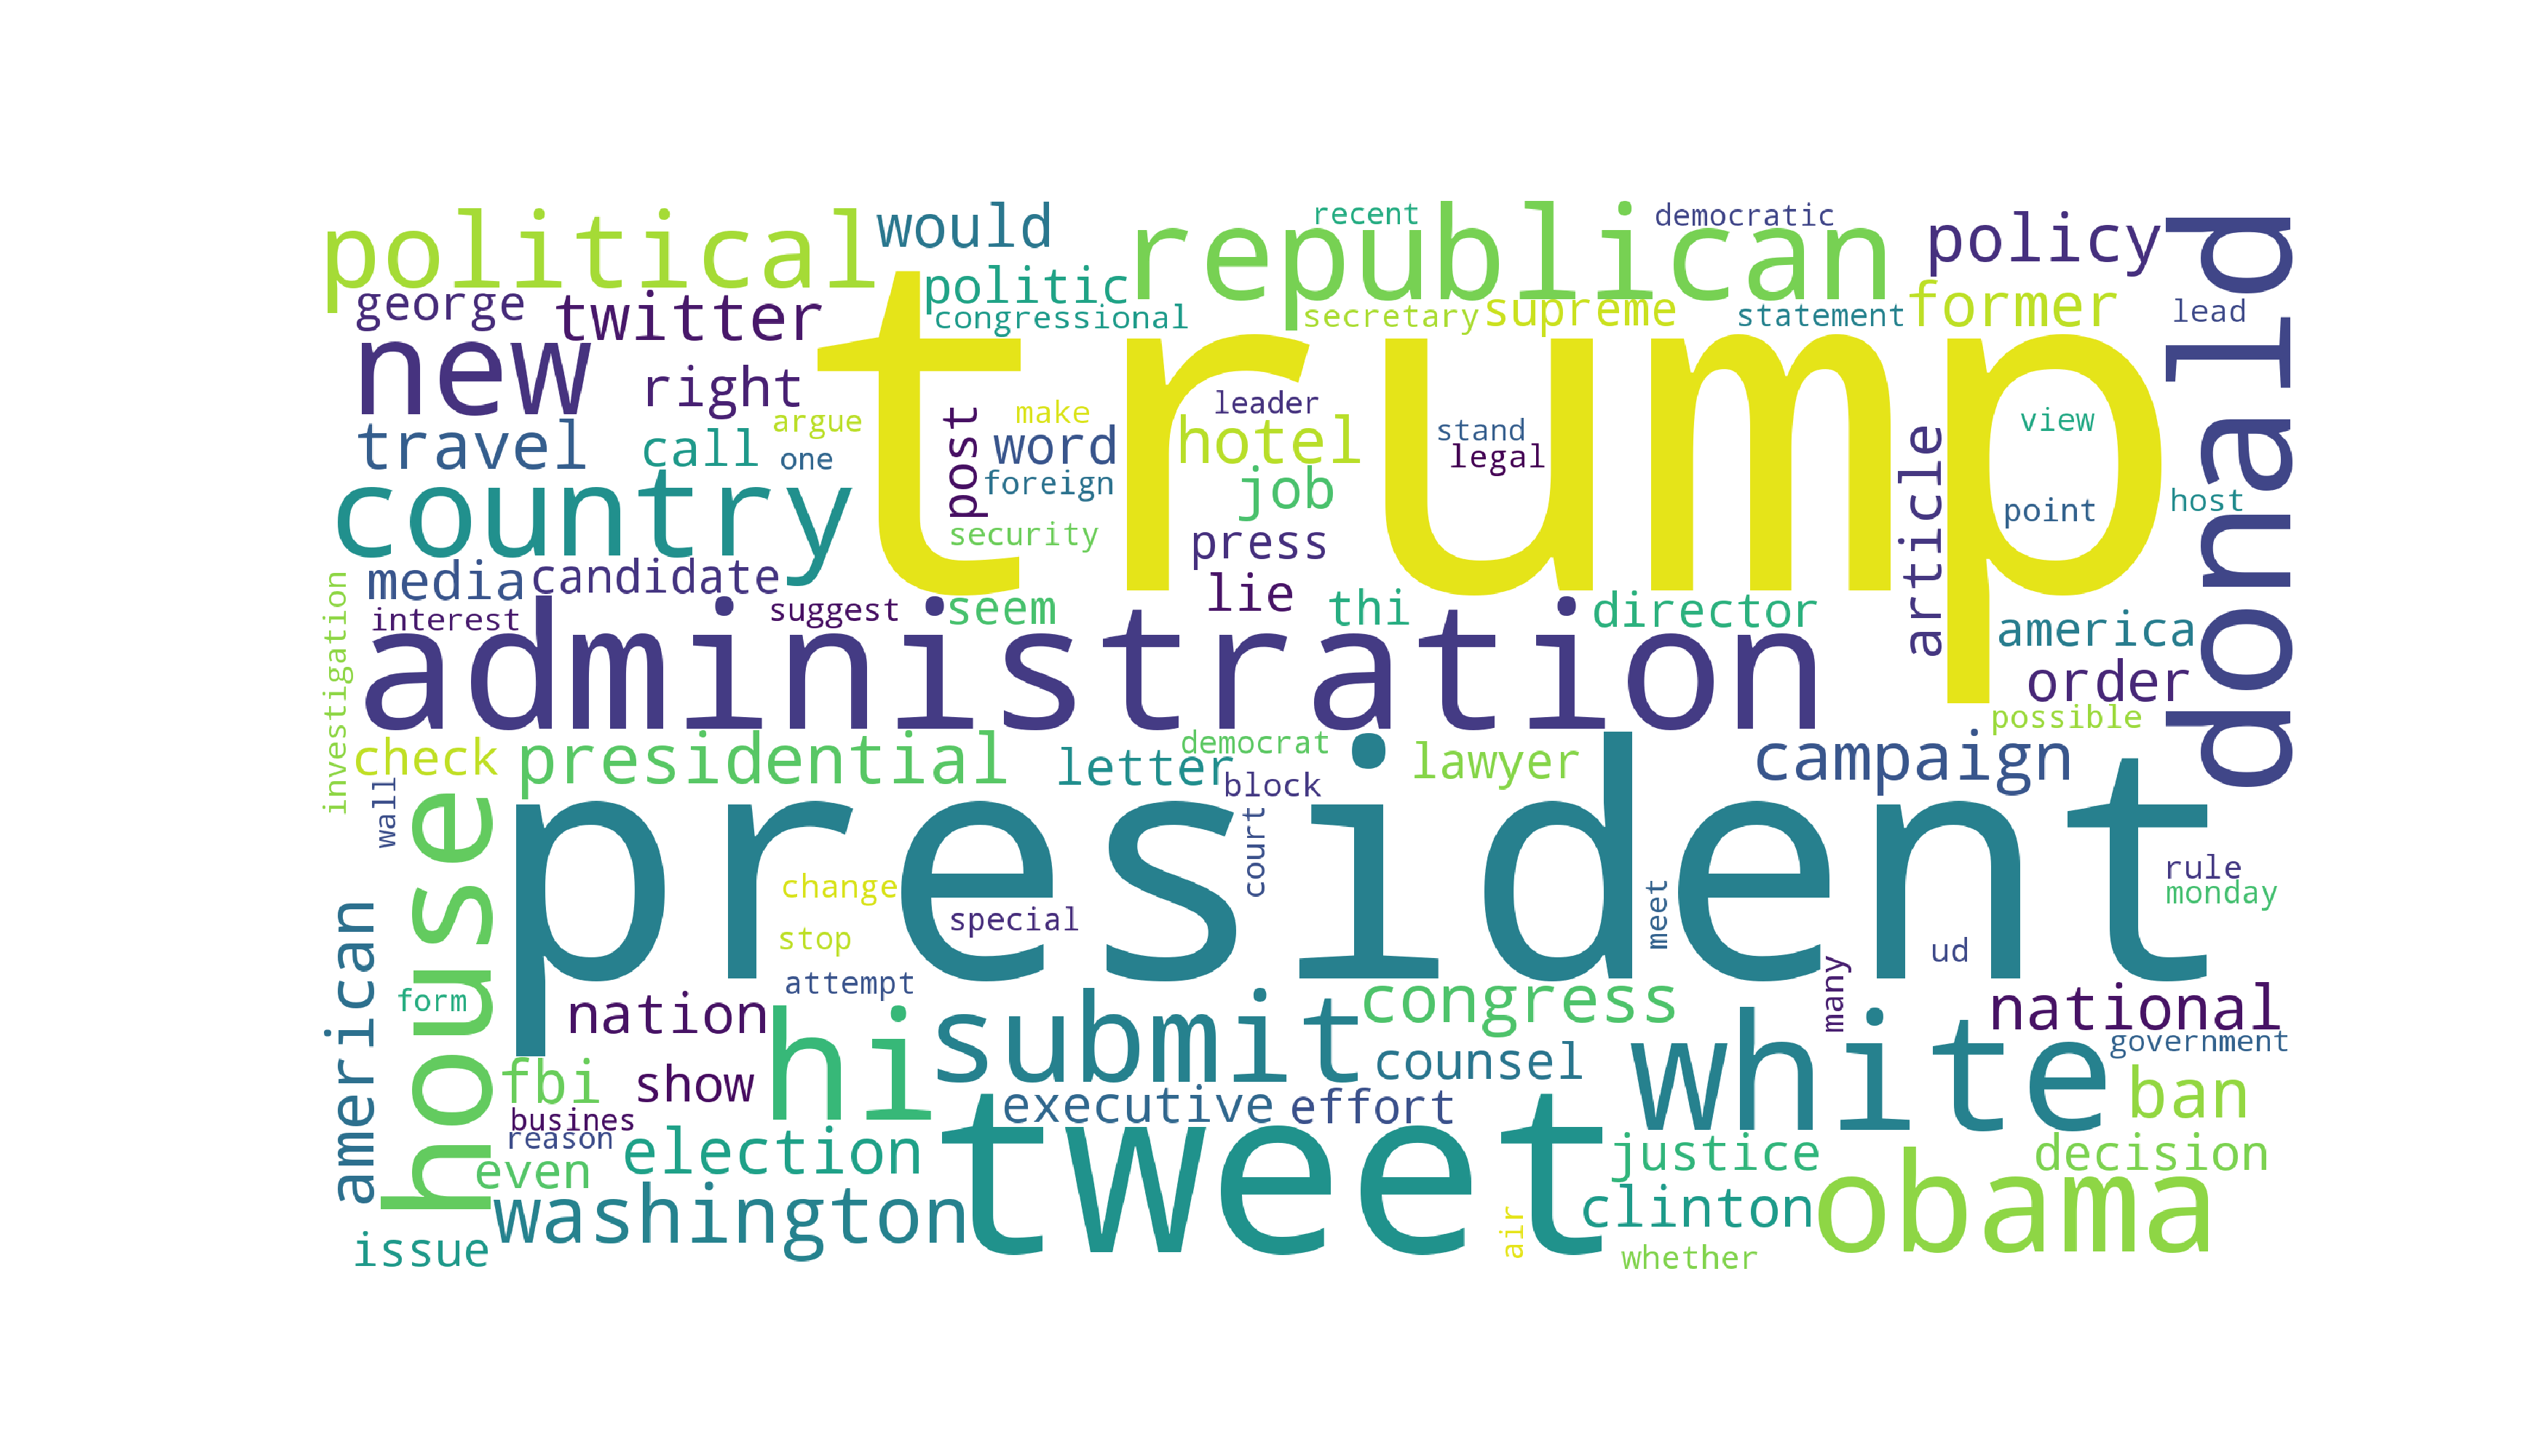 political
would
recent
republican
democratic
policy
donald
george
twitter
politic
congressional
secretary
supreme
statement
former
lead
trump
new
right
argue
make
leader
travel
call
one
post
word
hotel
stand
legal
article
view
country
foreign
job
point
host
security
press
media
candidate
interest
suggest
seem
lie
thi
director
america
investigation
administration
order
possible
check
presidential
letter
democrat
block
lawyer
campaign
wall
house
president
court
change
special
stop
attempt
meet
ud
many
rule
monday
american
form
nation
hi
submit
congress
counsel
white
national
government
fbi
show
busines
reason
executive
effort
ban
even
election
tweet
justice
decision
washington
clinton
obama
issue
air
whether